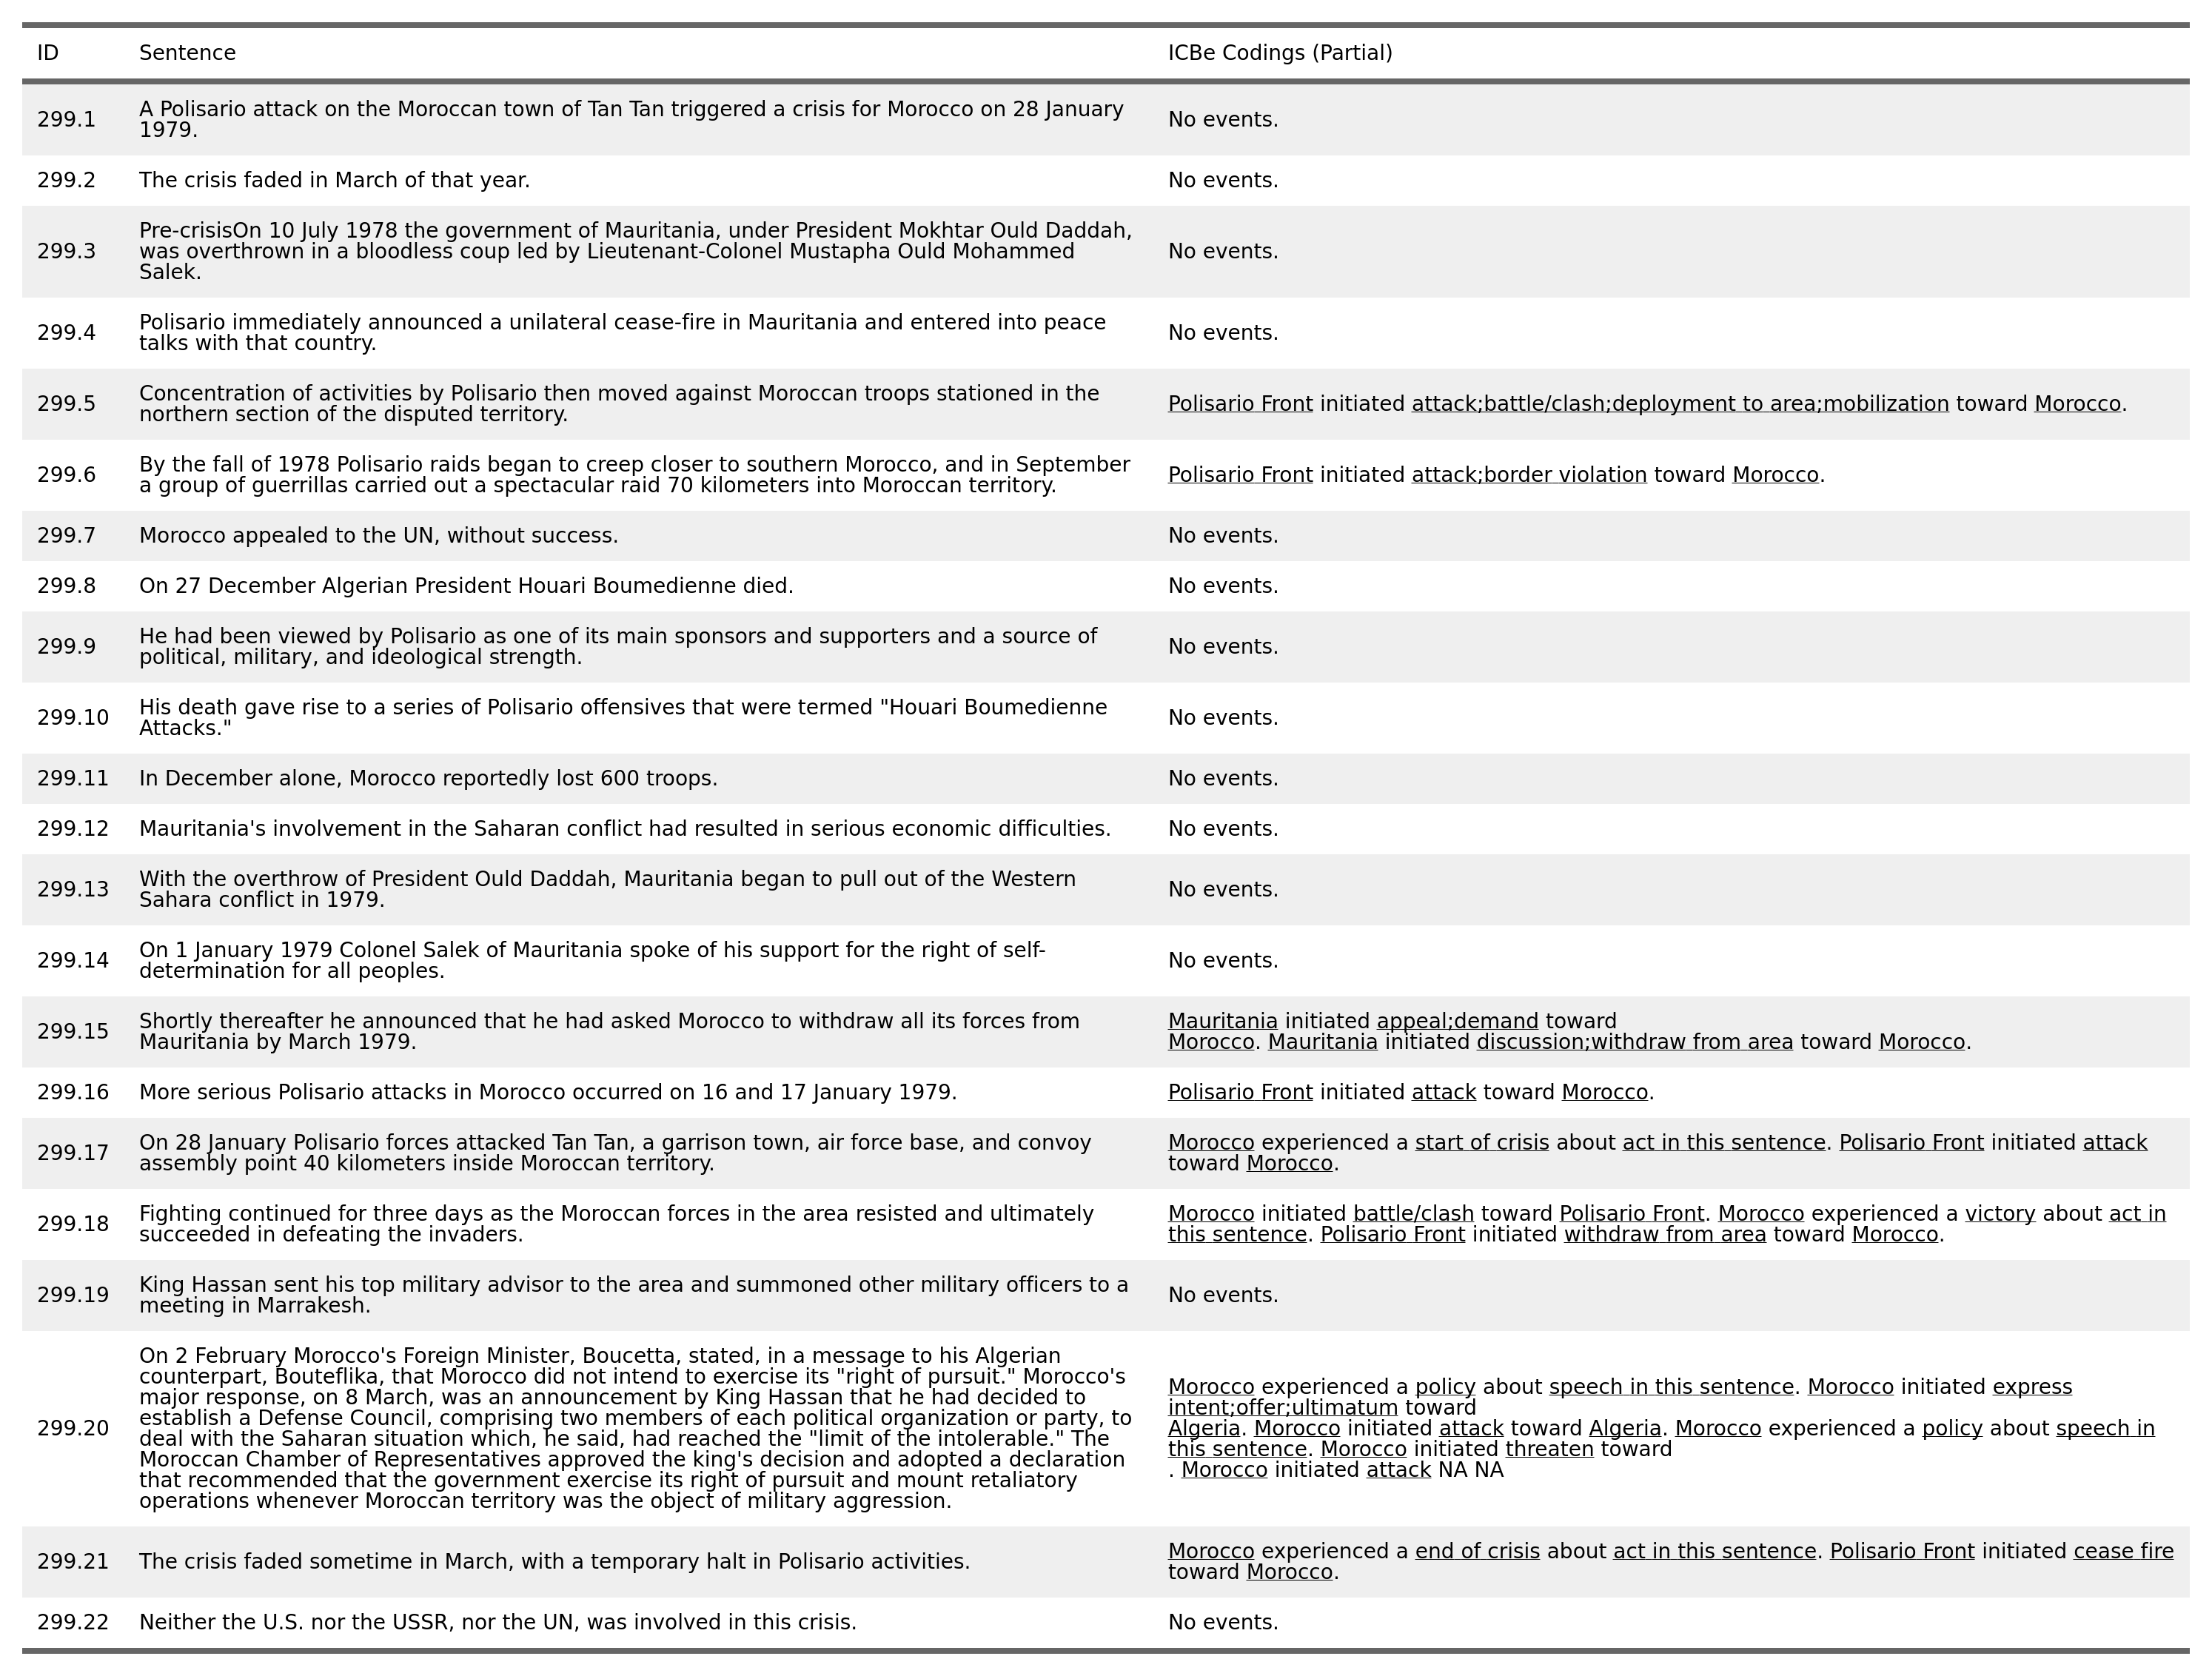 ID Sentence ICBe Codings (Partial)
299.1 A Polisario attack on the Moroccan town of Tan Tan triggered a crisis for Morocco on 28 January
1979. No events.
299.2 The crisis faded in March of that year. No events.
299.3 Pre-crisisOn 10 July 1978 the government of Mauritania, under President Mokhtar Ould Daddah,
was overthrown in a bloodless coup led by Lieutenant-Colonel Mustapha Ould Mohammed
Salek. No events.
299.4 Polisario immediately announced a unilateral cease-fire in Mauritania and entered into peace
talks with that country. No events.
299.5 Concentration of activities by Polisario then moved against Moroccan troops stationed in the
northern section of the disputed territory. Polisario Front initiated attack;battle/clash;deployment to area;mobilization toward Morocco.
299.6 By the fall of 1978 Polisario raids began to creep closer to southern Morocco, and in September
a group of guerrillas carried out a spectacular raid 70 kilometers into Moroccan territory. Polisario Front initiated attack;border violation toward Morocco.
299.7 Morocco appealed to the UN, without success. No events.
299.8 On 27 December Algerian President Houari Boumedienne died. No events.
299.9 He had been viewed by Polisario as one of its main sponsors and supporters and a source of
political, military, and ideological strength. No events.
299.10 His death gave rise to a series of Polisario offensives that were termed "Houari Boumedienne
Attacks." No events.
299.11 In December alone, Morocco reportedly lost 600 troops. No events.
299.12 Mauritania's involvement in the Saharan conflict had resulted in serious economic difficulties. No events.
299.13 With the overthrow of President Ould Daddah, Mauritania began to pull out of the Western
Sahara conflict in 1979. No events.
299.14 On 1 January 1979 Colonel Salek of Mauritania spoke of his support for the right of self-
determination for all peoples. No events.
299.15 Shortly thereafter he announced that he had asked Morocco to withdraw all its forces from
Mauritania by March 1979.
Mauritania initiated appeal;demand toward
Morocco. Mauritania initiated discussion;withdraw from area toward Morocco.
299.16 More serious Polisario attacks in Morocco occurred on 16 and 17 January 1979. Polisario Front initiated attack toward Morocco.
299.17 On 28 January Polisario forces attacked Tan Tan, a garrison town, air force base, and convoy
assembly point 40 kilometers inside Moroccan territory.
Morocco experienced a start of crisis about act in this sentence. Polisario Front initiated attack
toward Morocco.
299.18 Fighting continued for three days as the Moroccan forces in the area resisted and ultimately
succeeded in defeating the invaders.
Morocco initiated battle/clash toward Polisario Front. Morocco experienced a victory about act in
this sentence. Polisario Front initiated withdraw from area toward Morocco.
299.19 King Hassan sent his top military advisor to the area and summoned other military officers to a
meeting in Marrakesh. No events.
299.20 On 2 February Morocco's Foreign Minister, Boucetta, stated, in a message to his Algerian
counterpart, Bouteflika, that Morocco did not intend to exercise its "right of pursuit." Morocco's
major response, on 8 March, was an announcement by King Hassan that he had decided to
establish a Defense Council, comprising two members of each political organization or party, to
deal with the Saharan situation which, he said, had reached the "limit of the intolerable." The
Moroccan Chamber of Representatives approved the king's decision and adopted a declaration
that recommended that the government exercise its right of pursuit and mount retaliatory
operations whenever Moroccan territory was the object of military aggression.
Morocco experienced a policy about speech in this sentence. Morocco initiated express
intent;offer;ultimatum toward
Algeria. Morocco initiated attack toward Algeria. Morocco experienced a policy about speech in
this sentence. Morocco initiated threaten toward
. Morocco initiated attack NA NA
299.21 The crisis faded sometime in March, with a temporary halt in Polisario activities.
Morocco experienced a end of crisis about act in this sentence. Polisario Front initiated cease fire
toward Morocco.
299.22 Neither the U.S. nor the USSR, nor the UN, was involved in this crisis. No events.